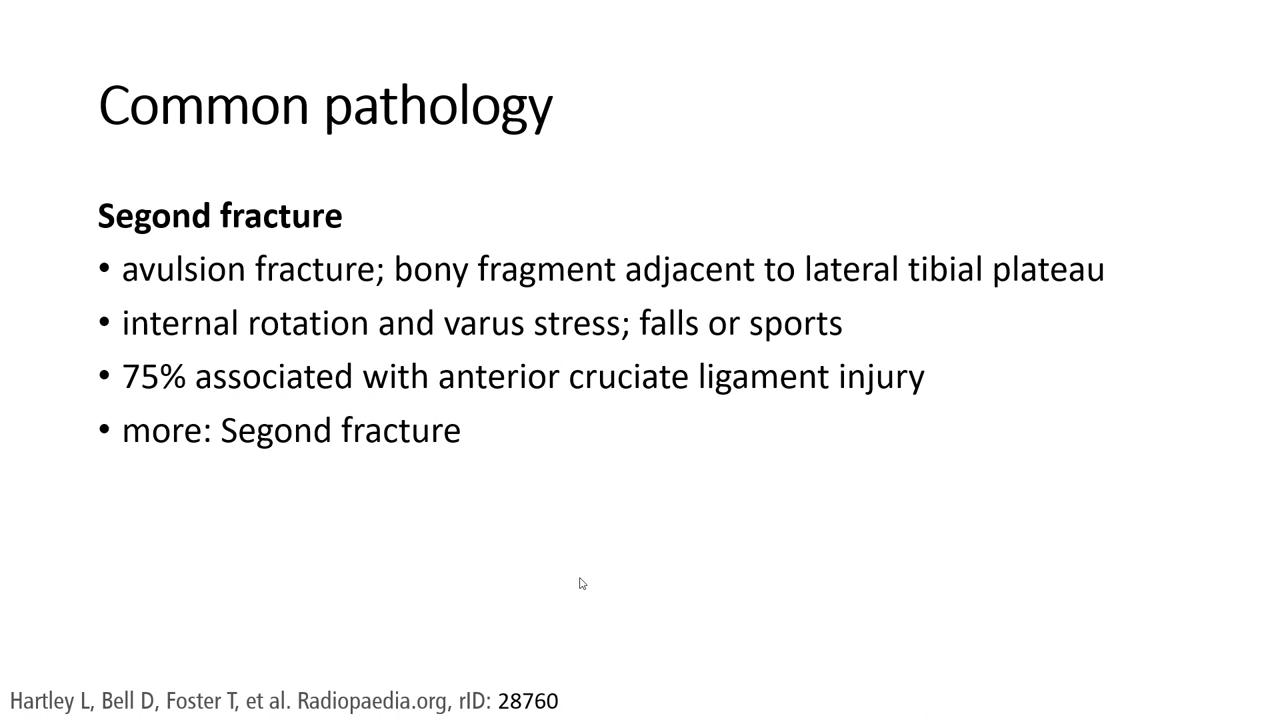 Common pathology
Segond fracture
• avulsion fracture; bony fragment adjacent to lateral tibial plateau
• internal rotation and varus stress; falls or sports
• 75% associated with anterior cruciate ligament injury
• more: Segond fracture
Hartley L, Bell D, Foster T, et al. Radiopaedia.org, rID: 28760